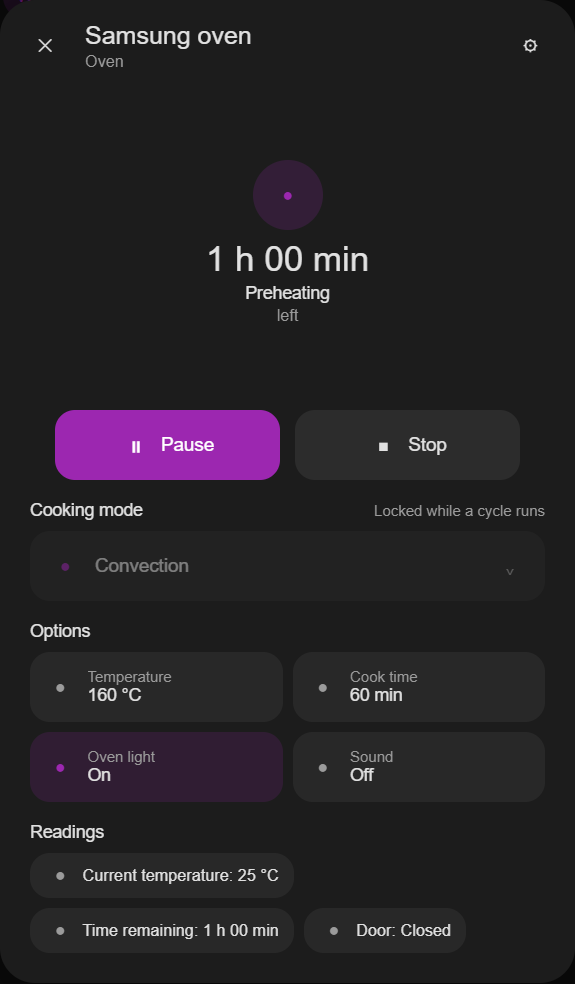 Samsung oven
Oven
1 h 00 min
Preheating
left
Pause
Stop
Cooking mode
Locked while a cycle runs
Convection
Options
Temperature
160 °C
Cook time
60 min
Oven light
On
Sound
Off
Readings
Current temperature: 25 °C
Time remaining: 1 h 00 min
Door: Closed